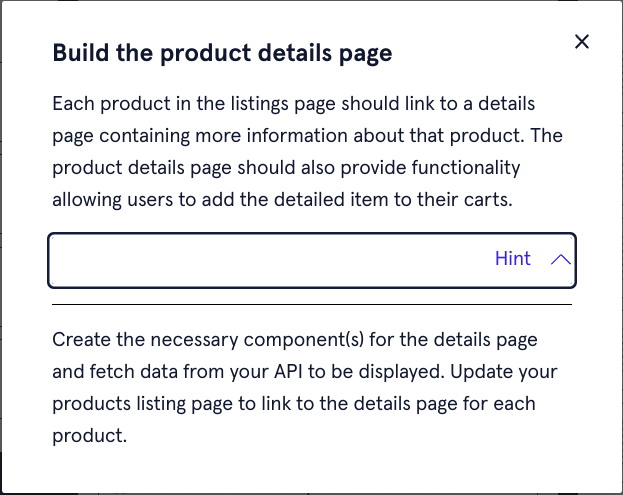 Build the product details page
Each product in the listings page should link to a details
page containing more information about that product. The
product details page should also provide functionality
allowing users to add the detailed item to their carts.
Hint
Create the necessary component(s) for the details page
and fetch data from your API to be displayed. Update your
products listing page to link to the details page for each
product.